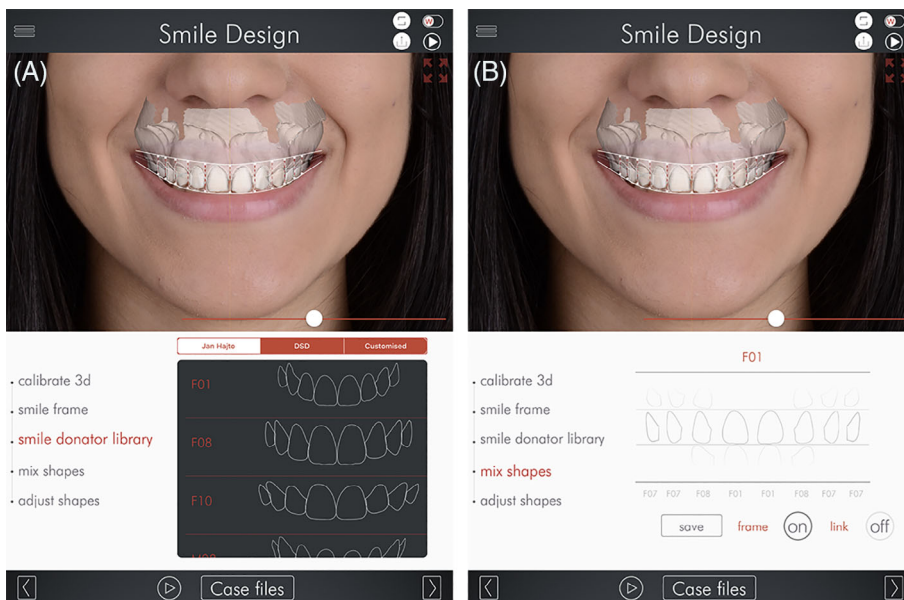 Smile Design
W
(A)
Jan Hajto
DSD
Customised
• calibrate 3d
• smile frame
• smile donator library
• mix shapes
• adjust shapes
F01
F08
F10
Case files
Smile Design
W
(B)
• calibrate 3d
• smile frame
• smile donator library
• mix shapes
• adjust shapes
F01
F07 F07 F08 F01 F01 F08 F07 F07
save frame on link off
Case files